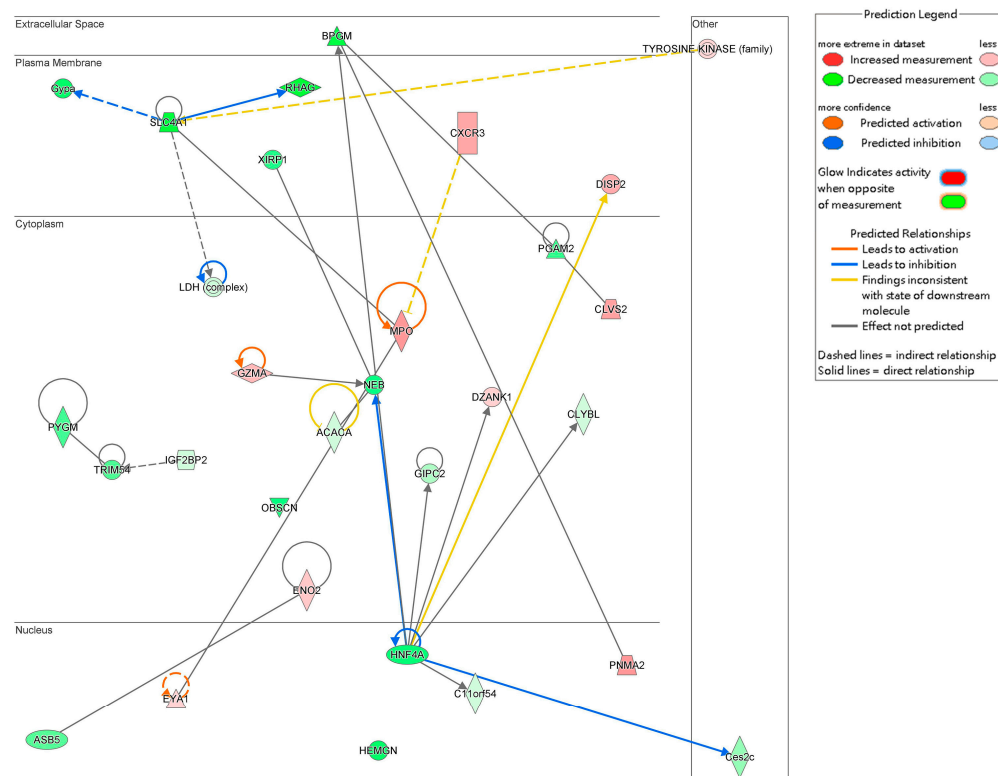 Extracellular Space
Other
BPGM
TYROSINE KINASE (family)
Plasma Membrane
Gypa
RHAG
SLC4A1
CXCR3
XIRP1
DISP2
Cytoplasm
PGAM2
LDH (complex)
CLVS2
MPO
GZMA
NEB
DZANK1
CLYBL
ACACA
PYGM
TRIM54
IGF2BP2
GIPC2
OBSCN
ENO2
Nucleus
HNF4A
PNMA2
C11orf54
EYA1
ASB5
HEMGN
Ces2c
Prediction Legend
more extreme in dataset less
Increased measurement
Decreased measurement
more confidence less
Predicted activation
Predicted inhibition
Glow Indicates activity
when opposite
of measurement
Predicted Relationships
Leads to activation
Leads to inhibition
Findings inconsistent
with state of downstream
molecule
Effect not predicted
Dashed lines = indirect relationship
Solid lines = direct relationship